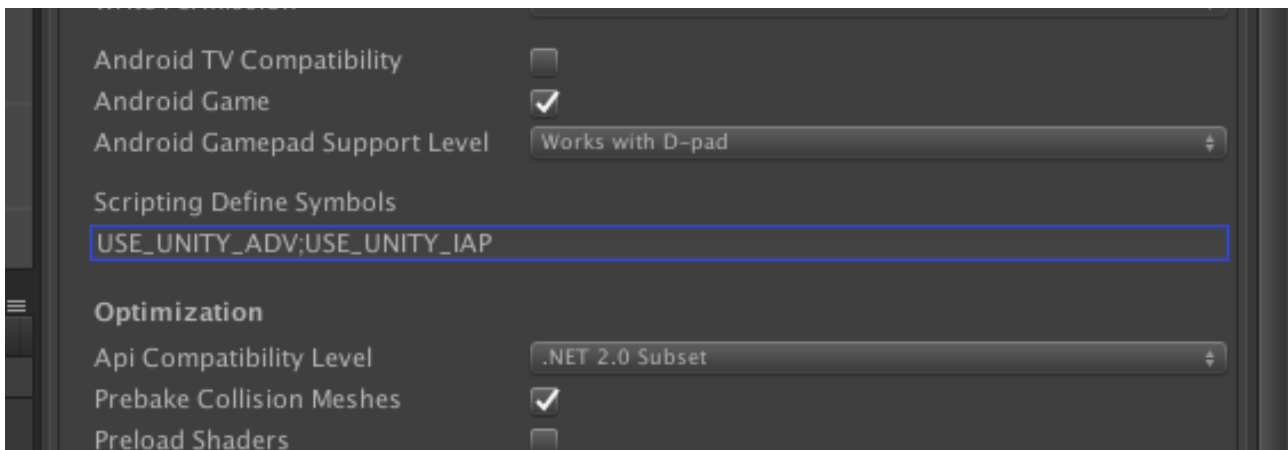 Android TV Compatibility
Android Game
Android Gamepad Support Level Works with D-pad
Scripting Define Symbols
USE_UNITY_ADV;USE_UNITY_IAP
Optimization
Api Compatibility Level .NET 2.0 Subset
Prebake Collision Meshes
Preload Shaders